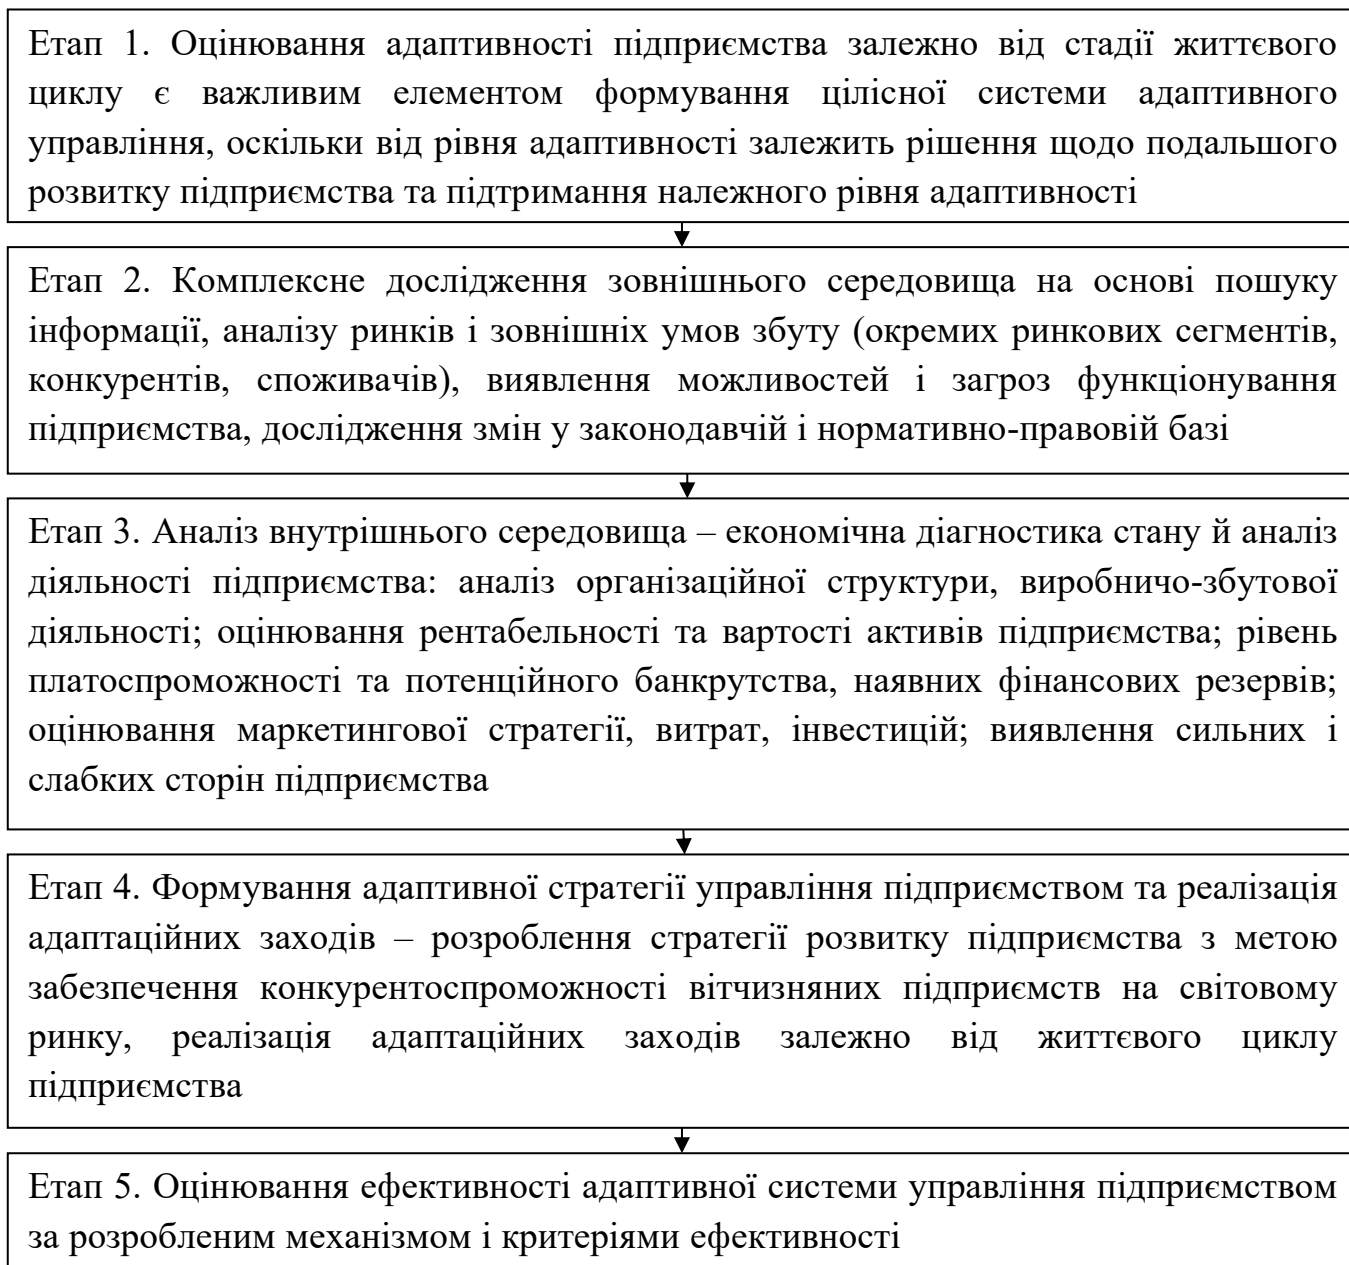 Етап 1. Оцінювання адаптивності підприємства залежно від стадії життєвого
циклу є важливим елементом формування цілісної системи адаптивного
управління, оскільки від рівня адаптивності залежить рішення щодо подальшого
розвитку підприємства та підтримання належного рівня адаптивності
Етап 2. Комплексне дослідження зовнішнього середовища на основі пошуку
інформації, аналізу ринків і зовнішніх умов збуту (окремих ринкових сегментів,
конкурентів, споживачів), виявлення можливостей і загроз функціонування
підприємства, дослідження змін у законодавчій і нормативно-правовій базі
Етап 3. Аналіз внутрішнього середовища – економічна діагностика стану й аналіз
діяльності підприємства: аналіз організаційної структури, виробничо-збутової
діяльності; оцінювання рентабельності та вартості активів підприємства; рівень
платоспроможності та потенційного банкрутства, наявних фінансових резервів;
оцінювання маркетингової стратегії, витрат, інвестицій; виявлення сильних і
слабких сторін підприємства
Етап 4. Формування адаптивної стратегії управління підприємством та реалізація
адаптаційних заходів – розроблення стратегії розвитку підприємства з метою
забезпечення конкурентоспроможності вітчизняних підприємств на світовому
ринку, реалізація адаптаційних заходів залежно від життєвого циклу
підприємства
Етап 5. Оцінювання ефективності адаптивної системи управління підприємством
за розробленим механізмом і критеріями ефективності